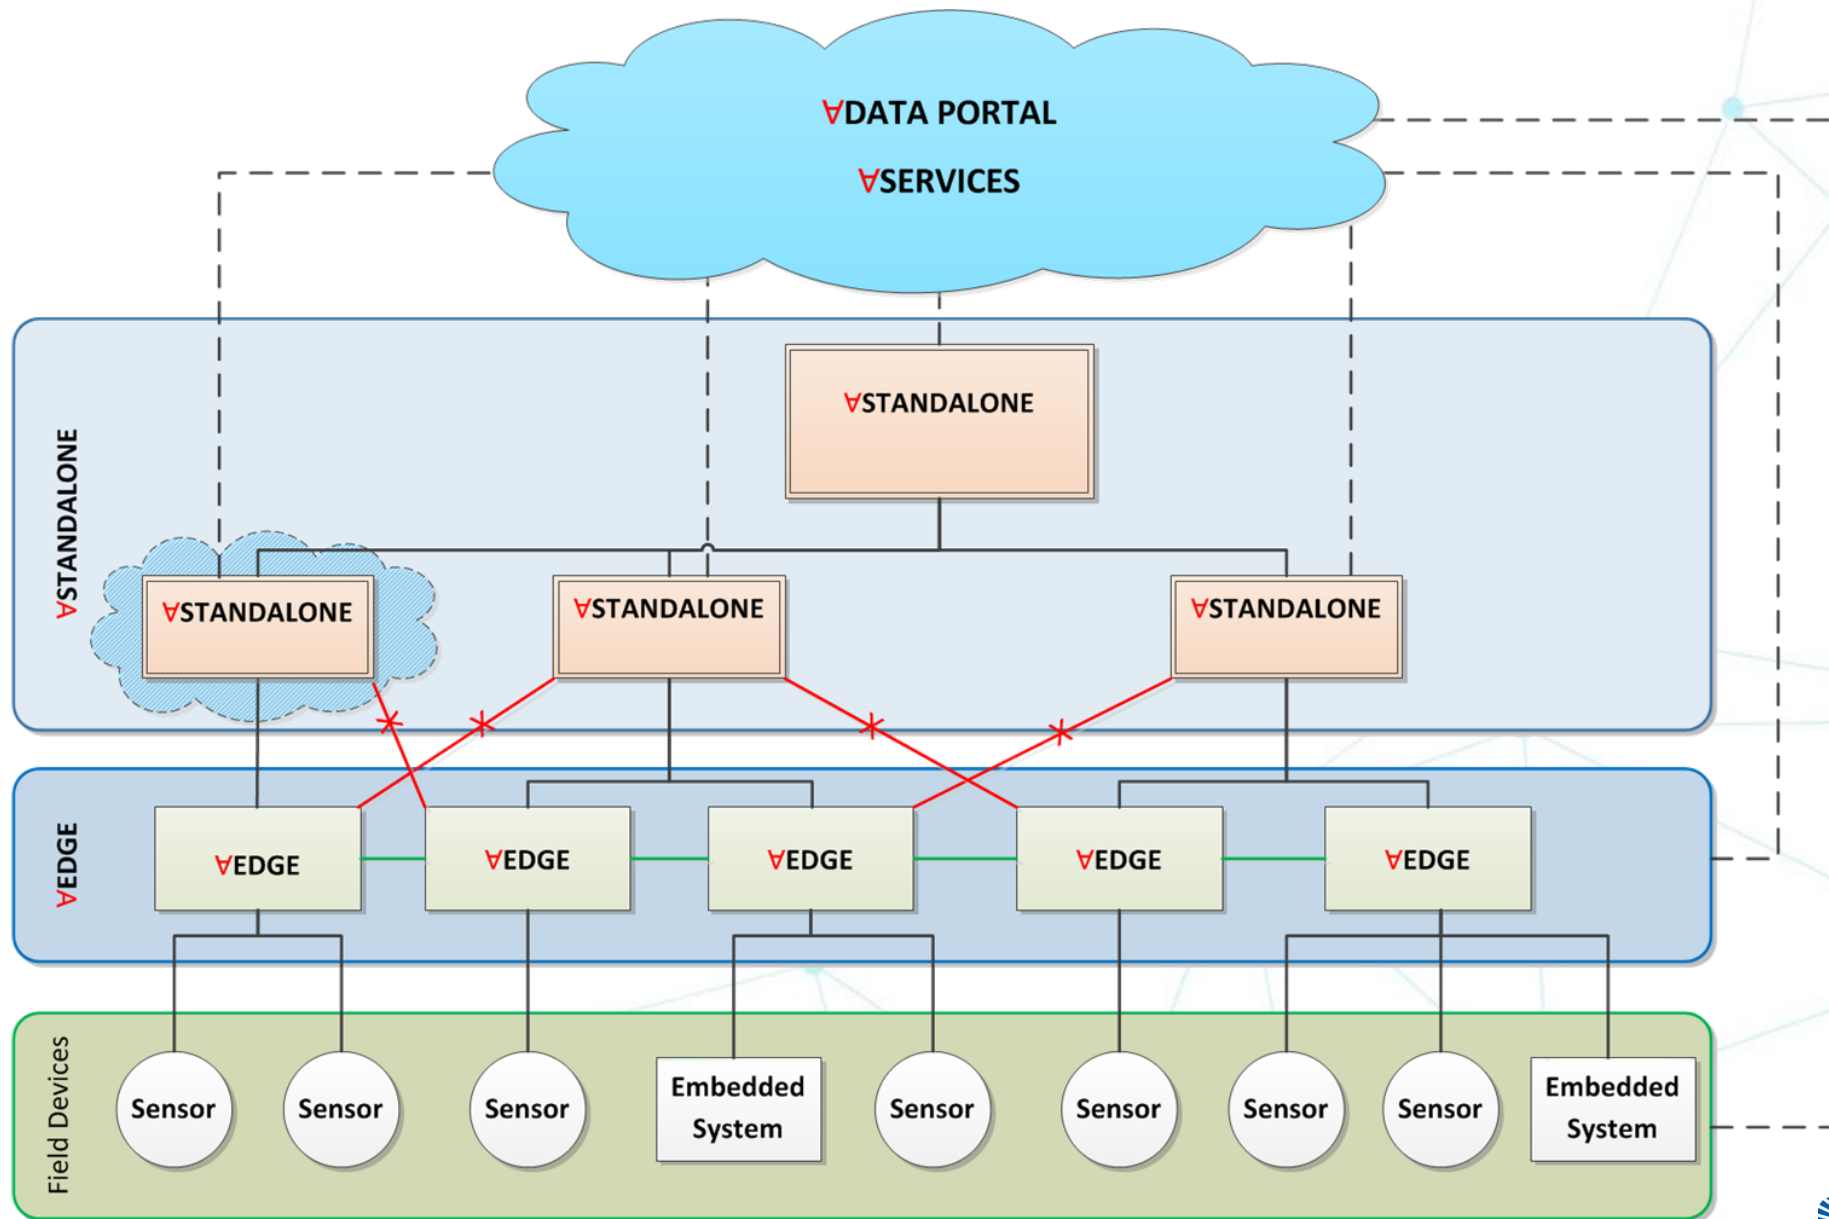 ∀DATA PORTAL
∀SERVICES
∀STANDALONE
∀STANDALONE
∀STANDALONE
∀STANDALONE
∀STANDALONE
∀EDGE
∀EDGE
∀EDGE
∀EDGE
∀EDGE
∀EDGE
Field Devices
Sensor
Sensor
Sensor
Embedded
System
Sensor
Sensor
Sensor
Sensor
Embedded
System